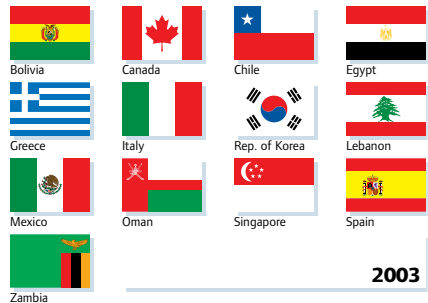 Bolivia
Canada
Chile
Egypt
Greece
Italy
Rep. of Korea
Lebanon
Mexico
Oman
Singapore
Spain
Zambia
2003